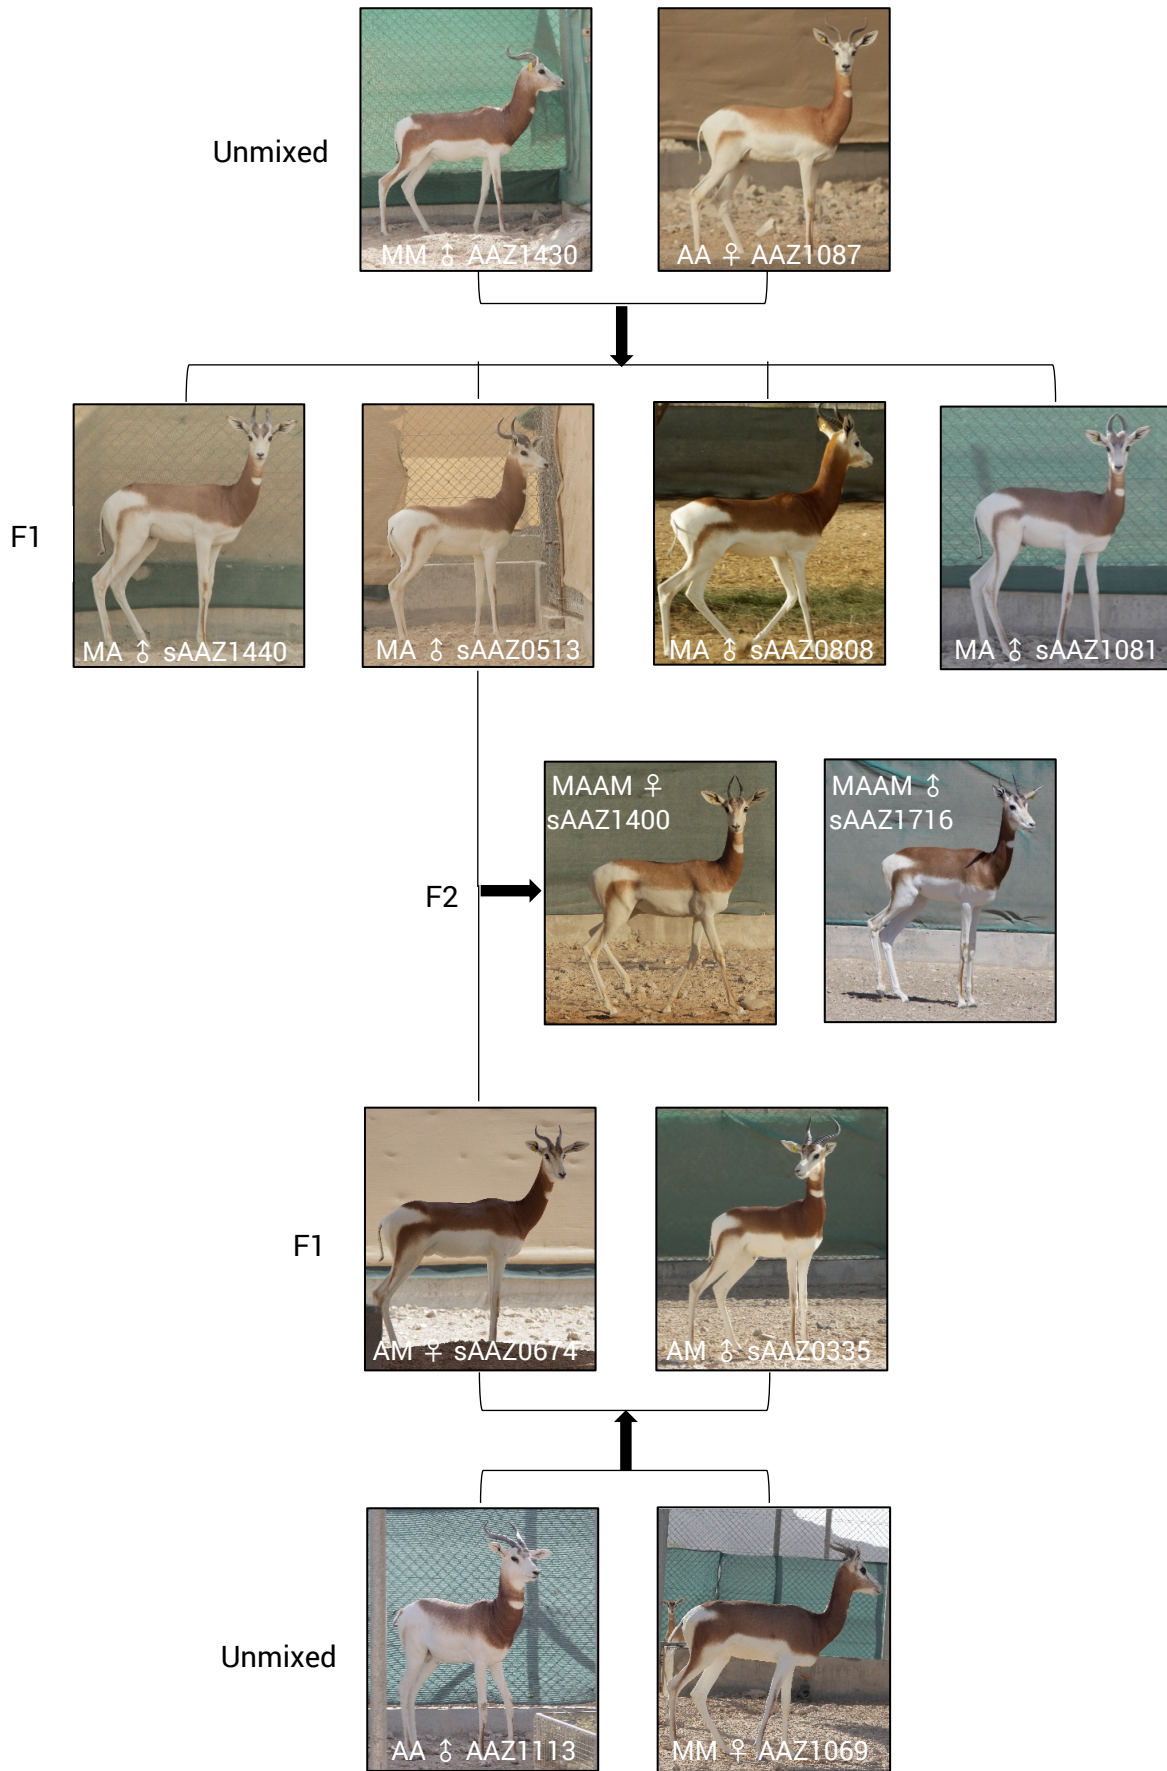 Unmixed
MM ♂ AAZ1430
AA ♀ AAZ1087
F1
MA ♂ sAAZ1440
MA ♂ sAAZ0513
MA ♂ sAAZ0808
MA ♂ sAAZ1081
F2
MAAM ♀
sAAZ1400
MAAM ♂
sAAZ1716
F1
AM ♀ sAAZ0674
AM ♂ sAAZ0335
Unmixed
AA ♂ AAZ1113
MM ♀ AAZ1069